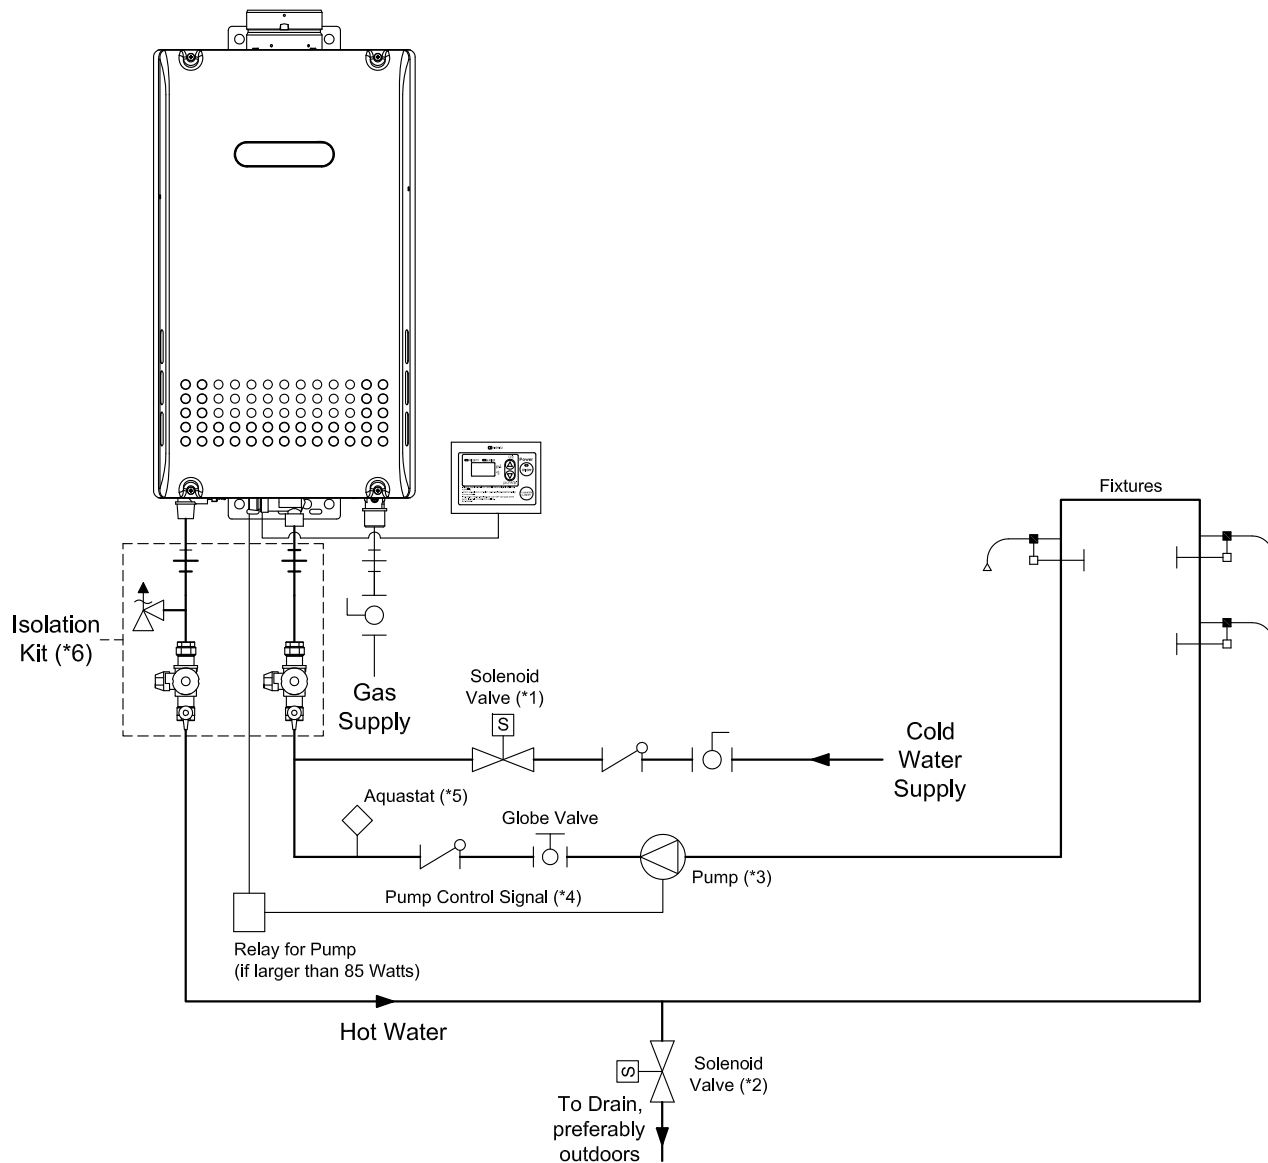 Power
Fixtures
Isolation
Kit (*6)
Gas
Supply
Solenoid
Valve (*1)
S
Cold
Water
Supply
Aquastat (*5)
Globe Valve
Pump (*3)
Pump Control Signal (*4)
Relay for Pump
(if larger than 85 Watts)
Hot Water
S
Solenoid
Valve (*2)
To Drain,
preferably
outdoors